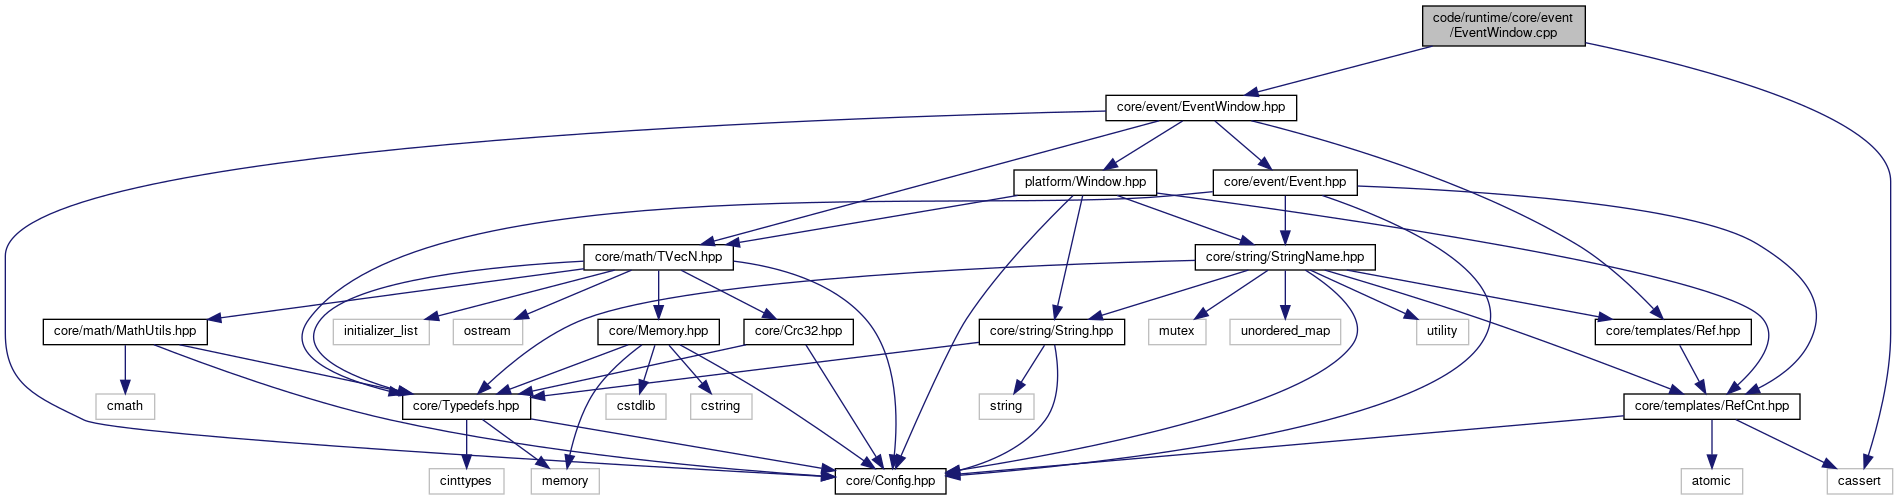 code/runtime/core/event
/EventWindow.cpp
core/event/EventWindow.hpp
platform/Window.hpp
core/event/Event.hpp
core/math/TVecN.hpp
core/string/StringName.hpp
core/math/MathUtils.hpp
initializer_list
ostream
core/Memory.hpp
core/Crc32.hpp
core/string/String.hpp
mutex
unordered_map
utility
core/templates/Ref.hpp
cmath
core/Typedefs.hpp
cstdlib
cstring
string
core/templates/RefCnt.hpp
cinttypes
memory
core/Config.hpp
atomic
cassert